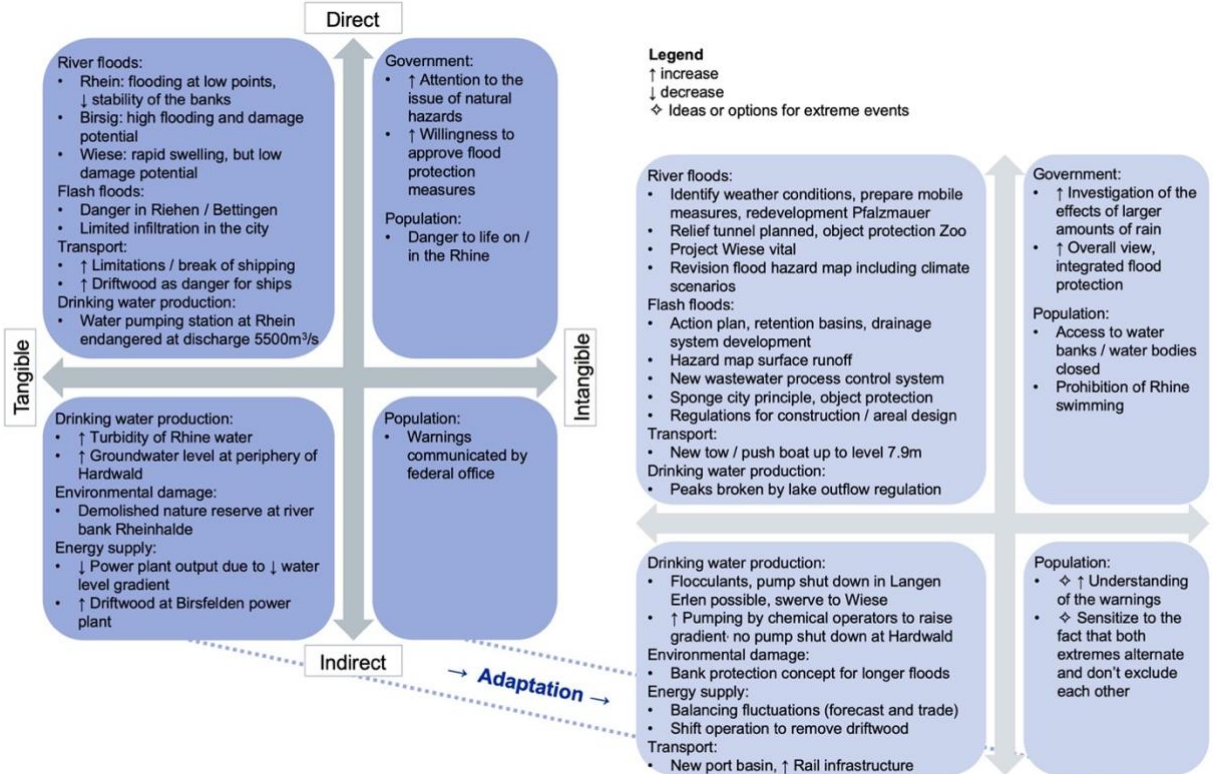 Direct
River floods:
• Rhein: flooding at low points,
↓ stability of the banks
• Birsig: high flooding and damage
potential
• Wiese: rapid swelling, but low
damage potential
Flash floods:
• Danger in Riehen / Bettingen
• Limited infiltration in the city
Transport:
• ↑ Limitations / break of shipping
• ↑ Driftwood as danger for ships
Drinking water production:
• Water pumping station at Rhein
endangered at discharge 5500m³/s
Government:
• ↑ Attention to the
issue of natural
hazards
• ↑ Willingness to
approve flood
protection
measures
Population:
• Danger to life on /
in the Rhine
Tangible
Intangible
Drinking water production:
• ↑ Turbidity of Rhine water
• ↑ Groundwater level at periphery of
Hardwald
Environmental damage:
• Demolished nature reserve at river
bank Rheinhalde
Energy supply:
• ↓ Power plant output due to ↓ water
level gradient
• ↑ Driftwood at Birsfelden power
plant
Population:
• Warnings
communicated by
federal office
Indirect
→ Adaptation →
Legend
↑ increase
↓ decrease
✧ Ideas or options for extreme events
River floods:
• Identify weather conditions, prepare mobile
measures, redevelopment Pfalzmauer
• Relief tunnel planned, object protection Zoo
• Project Wiese vital
• Revision flood hazard map including climate
scenarios
Flash floods:
• Action plan, retention basins, drainage
system development
• Hazard map surface runoff
• New wastewater process control system
• Sponge city principle, object protection
• Regulations for construction / areal design
Transport:
• New tow / push boat up to level 7.9m
Drinking water production:
• Peaks broken by lake outflow regulation
Government:
• ↑ Investigation of the
effects of larger
amounts of rain
• ↑ Overall view,
integrated flood
protection
Population:
• Access to water
banks / water bodies
closed
• Prohibition of Rhine
swimming
Drinking water production:
• Flocculants, pump shut down in Langen
Erlen possible, swerve to Wiese
• ↑ Pumping by chemical operators to raise
gradient· no pump shut down at Hardwald
Environmental damage:
• Bank protection concept for longer floods
Energy supply:
• Balancing fluctuations (forecast and trade)
• Shift operation to remove driftwood
Transport:
• New port basin, ↑ Rail infrastructure
Population:
• ✧ ↑ Understanding
of the warnings
• ✧ Sensitize to the
fact that both
extremes alternate
and don't exclude
each other